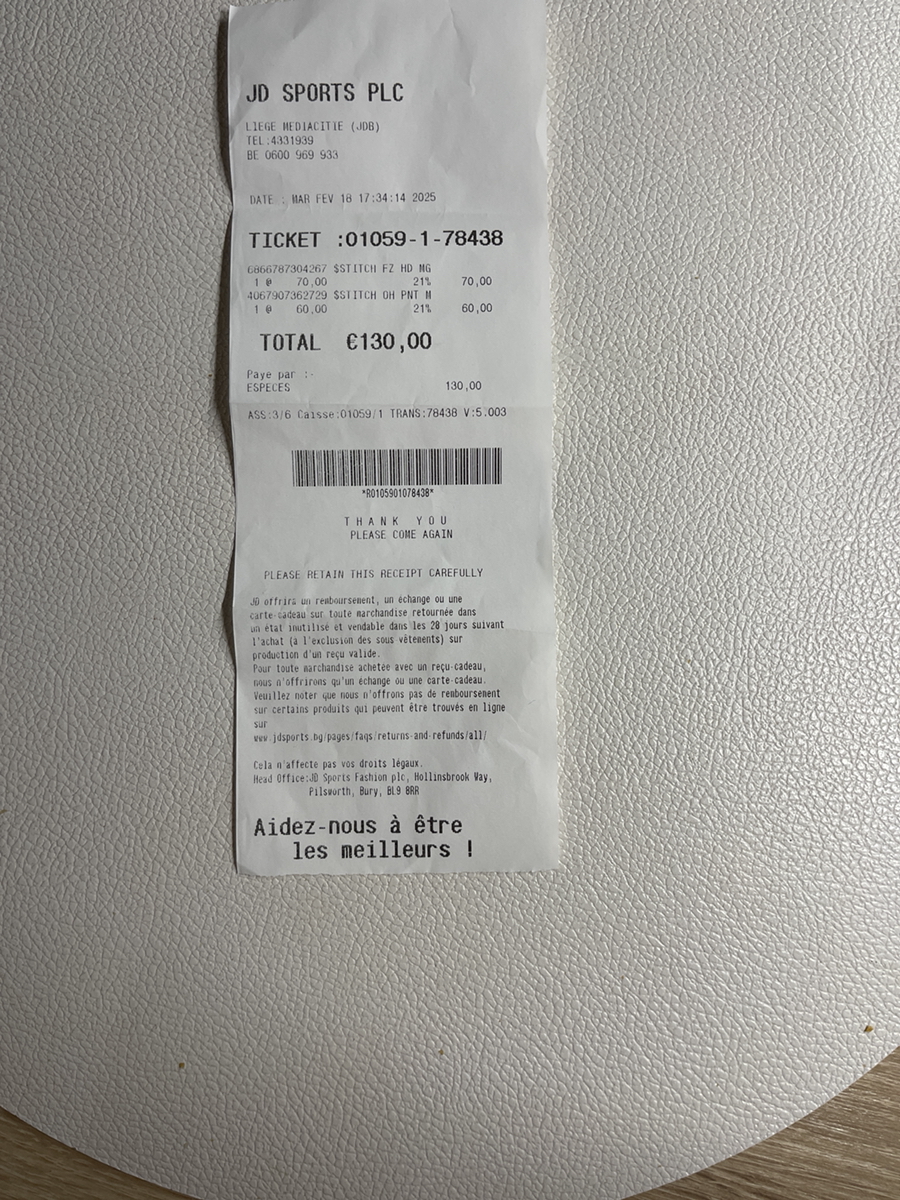 JD SPORTS PLC
LIEGE MEDIACITIE (JDB)
TEL:4331939
BE 0600 969 933
DATE : MAR FEV 18 17:34:14 2025
TICKET :01059-1-78438
6866787304267 $STITCH FZ HD MG
1 @ 70,00 21% 70,00
4067907362729 $STITCH OH PNT M
1 @ 60,00 21% 60,00
TOTAL €130,00
Paye par :-
ESPECES 130,00
ASS:3/6 Caisse:01059/1 TRANS:78438 V:5.003
*R0105901078438*
THANK YOU
PLEASE COME AGAIN
PLEASE RETAIN THIS RECEIPT CAREFULLY
JD offrira un remboursement, un échange ou une
carte-cadeau sur toute marchandise retournée dans
un état inutilisé et vendable dans les 28 jours suivant
l'achat (à l'exclusion des sous vêtements) sur
production d'un reçu valide.
Pour toute marchandise achetée avec un reçu-cadeau,
nous n'offrirons qu'un échange ou une carte-cadeau.
Veuillez noter que nous n'offrons pas de remboursement
sur certains produits qui peuvent être trouvés en ligne
sur
www.jdsports.bg/pages/faqs/returns-and-refunds/all/
Cela n'affecte pas vos droits légaux.
Head Office:JD Sports Fashion plc, Hollinsbrook Way,
Pilsworth, Bury, BL9 8RR
Aidez-nous à être
les meilleurs !